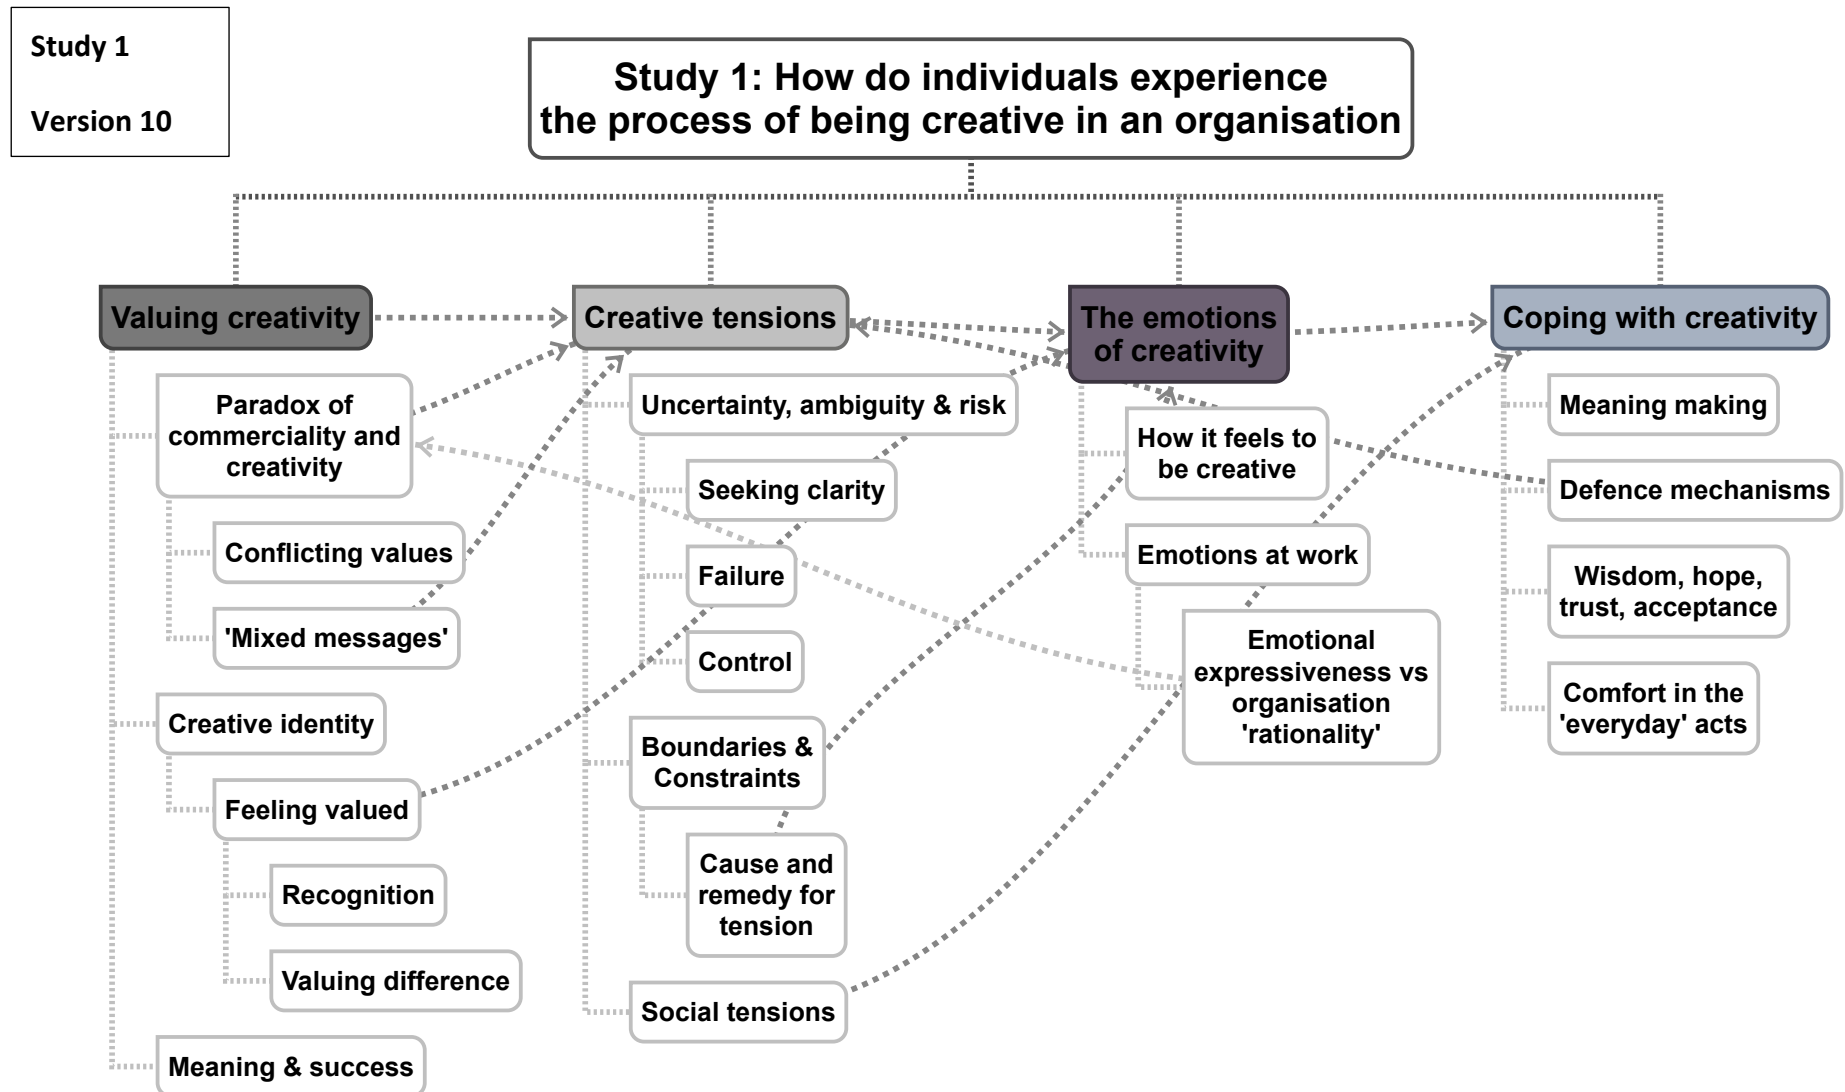 Study 1
Version 10
Study 1: How do individuals experience
the process of being creative in an organisation
Valuing creativity
Paradox of
commerciality and
creativity
Conflicting values
'Mixed messages'
Creative identity
Feeling valued
Recognition
Valuing difference
Meaning & success
Creative tensions
Uncertainty, ambiguity & risk
Seeking clarity
Failure
Control
Boundaries &
Constraints
Cause and
remedy for
tension
Social tensions
The emotions
of creativity
How it feels to
be creative
Emotions at work
Emotional
expressiveness vs
organisation
'rationality'
Coping with creativity
Meaning making
Defence mechanisms
Wisdom, hope,
trust, acceptance
Comfort in the
'everyday' acts